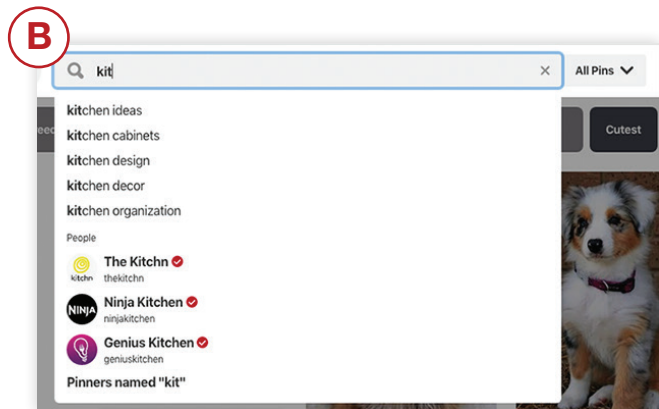 B
kit
All Pins
Cutest
kitchen ideas
kitchen cabinets
kitchen design
kitchen decor
kitchen organization
People
kitchn
The Kitchn
thekitchn
NINJA
Ninja Kitchen
ninjakitchen
Genius Kitchen
geniuskitchen
Pinners named "kit"